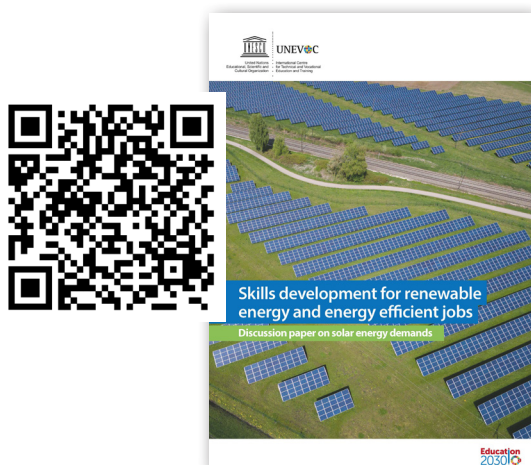 UNEVOC
United Nations
Educational, Scientific and
Cultural Organization
International Centre
for Technical and Vocational
Education and Training
Skills development for renewable
energy and energy efficient jobs
Discussion paper on solar energy demands
Education
2030